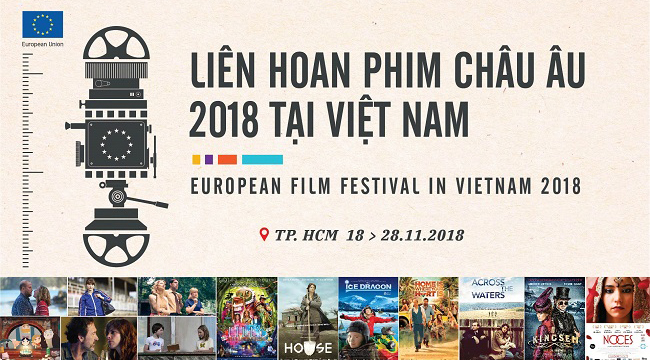 European Union
LIÊN HOAN PHIM CHÂU ÂU
2018 TẠI VIỆT NAM
EUROPEAN FILM FESTIVAL IN VIETNAM 2018
TP. HCM 18 > 28.11.2018
ICE DRAGON
HOUSE
ACROSS
THE
WATERS
KINCSEM
NOCES